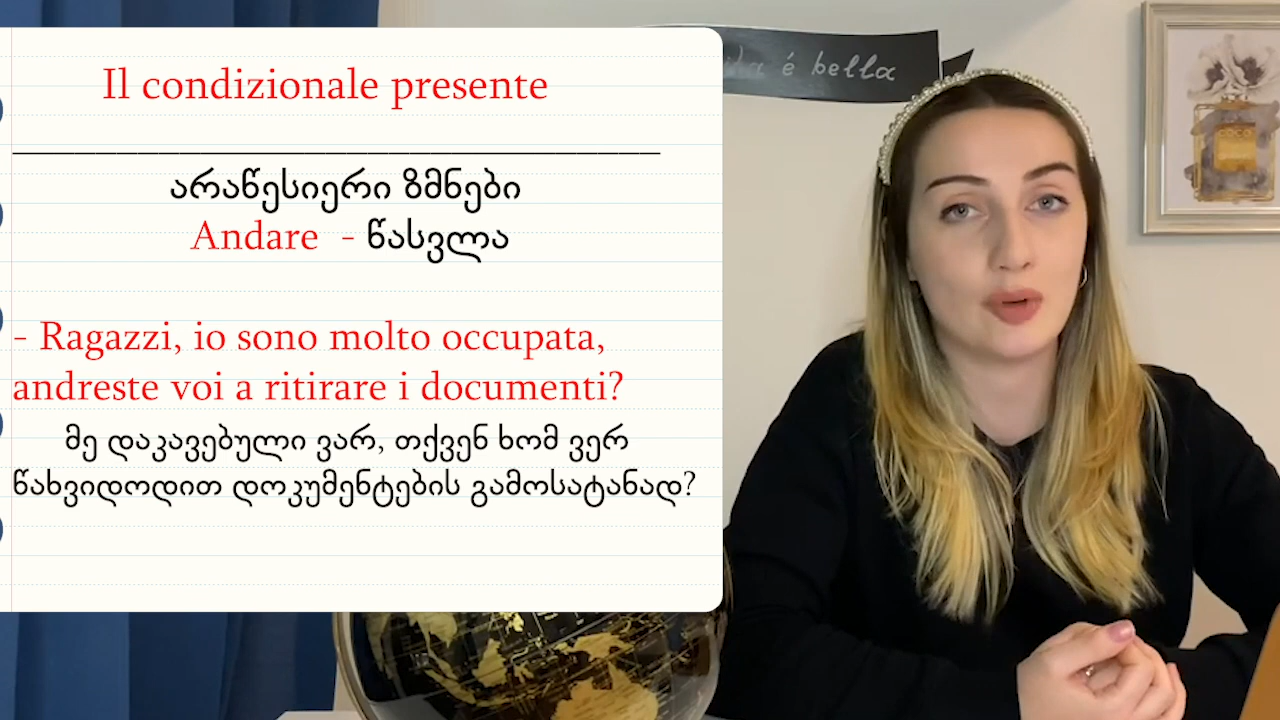 Il condizionale presente
არაწესიერი ზმნები
Andare - წასვლა
- Ragazzi, io sono molto occupata,
andreste voi a ritirare i documenti?
მე დაკავებული ვარ, თქვენ ხომ ვერ
წახვიდოდით დოკუმენტების გამოსატანად?
é bella
COCO